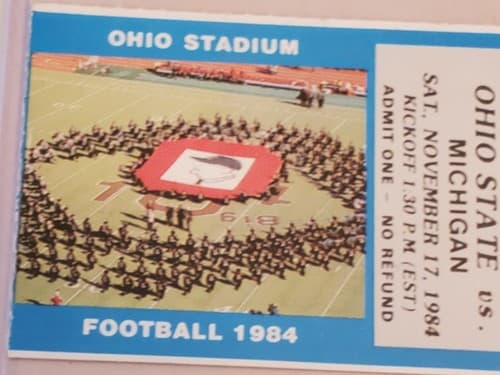 OHIO STADIUM
FOOTBALL 1984
OHIO STATE vs.
MICHIGAN
SAT., NOVEMBER 17, 1984
KICKOFF 1:30 P.M. (EST)
ADMIT ONE – NO REFUND